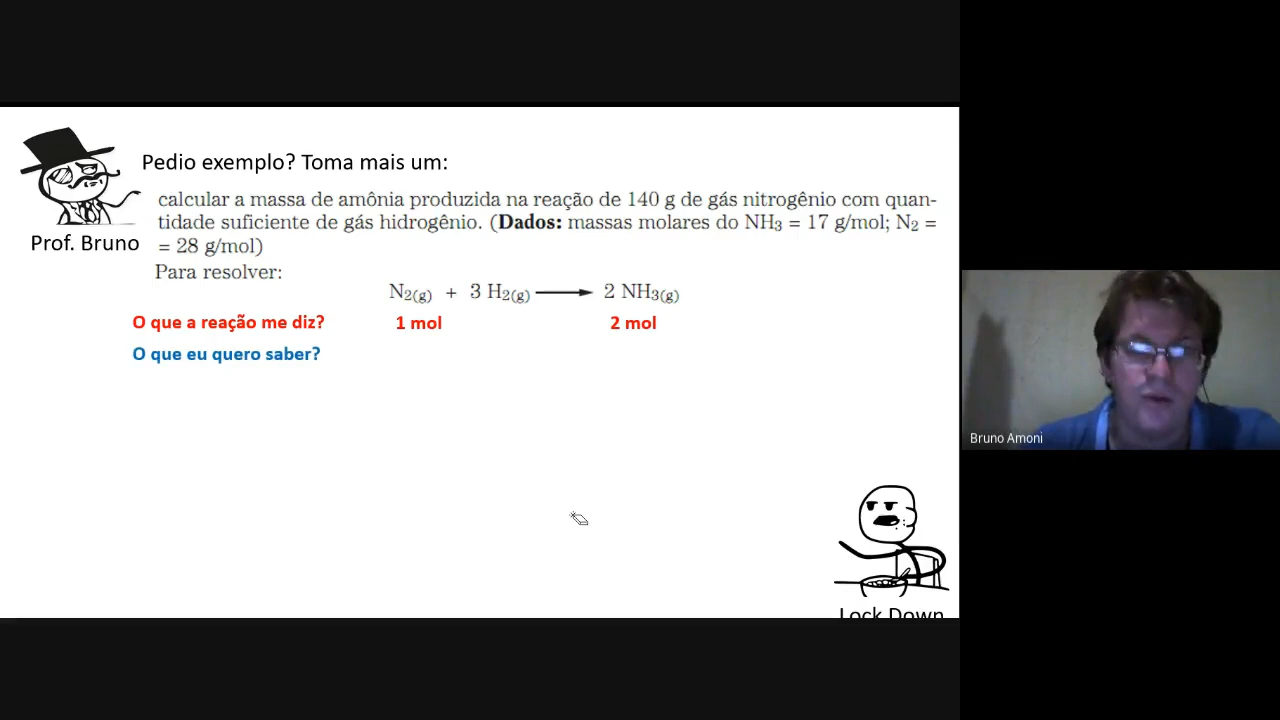 Pedio exemplo? Toma mais um:
calcular a massa de amônia produzida na reação de 140 g de gás nitrogênio com quan-
tidade suficiente de gás hidrogênio. (Dados: massas molares do NH3 = 17 g/mol; N2 =
= 28 g/mol)
Prof. Bruno
Para resolver:
N2(g) + 3 H2(g) ⟶ 2 NH3(g)
O que a reação me diz? 1 mol 2 mol
O que eu quero saber?
Bruno Amoni
Lock Down